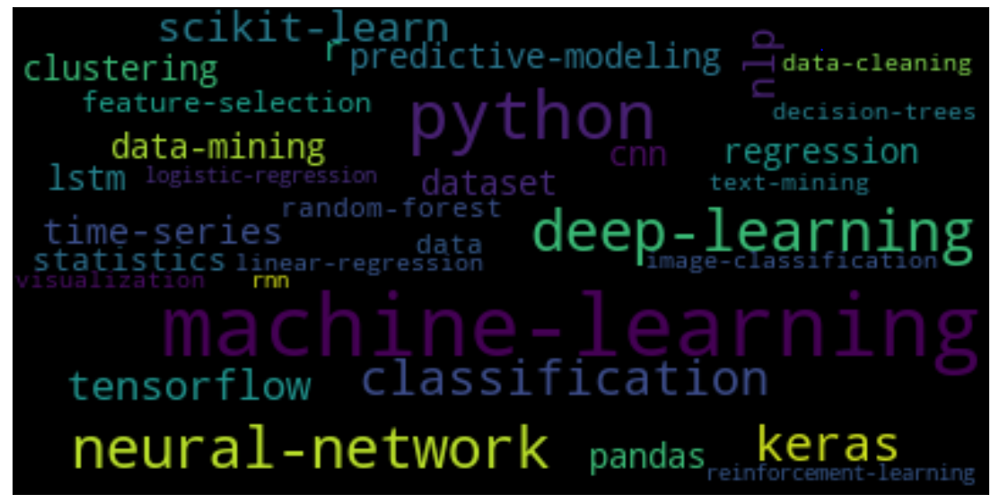 scikit-learn
r
predictive-modeling
nlp
data-cleaning
clustering
feature-selection
python
decision-trees
data-mining
cnn
regression
lstm
logistic-regression
dataset
text-mining
random-forest
time-series
data
deep-learning
statistics
linear-regression
image-classification
visualization
rnn
machine-learning
tensorflow
classification
neural-network
pandas
keras
reinforcement-learning